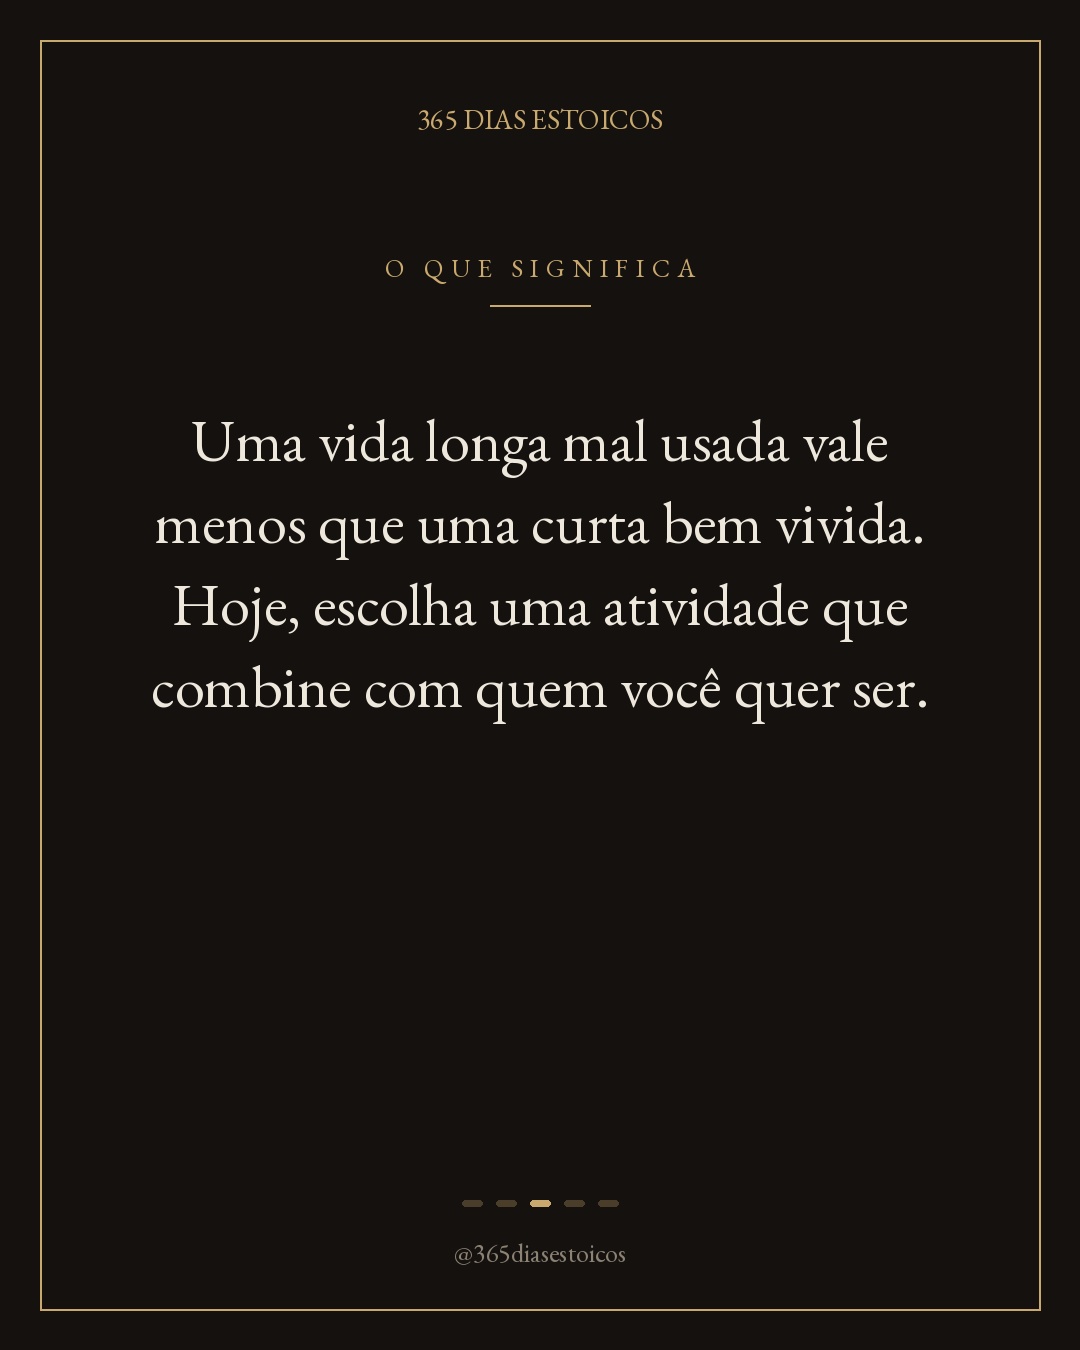 365 DIAS ESTOICOS
O QUE SIGNIFICA
Uma vida longa mal usada vale
menos que uma curta bem vivida.
Hoje, escolha uma atividade que
combine com quem você quer ser.
@365diasestoicos